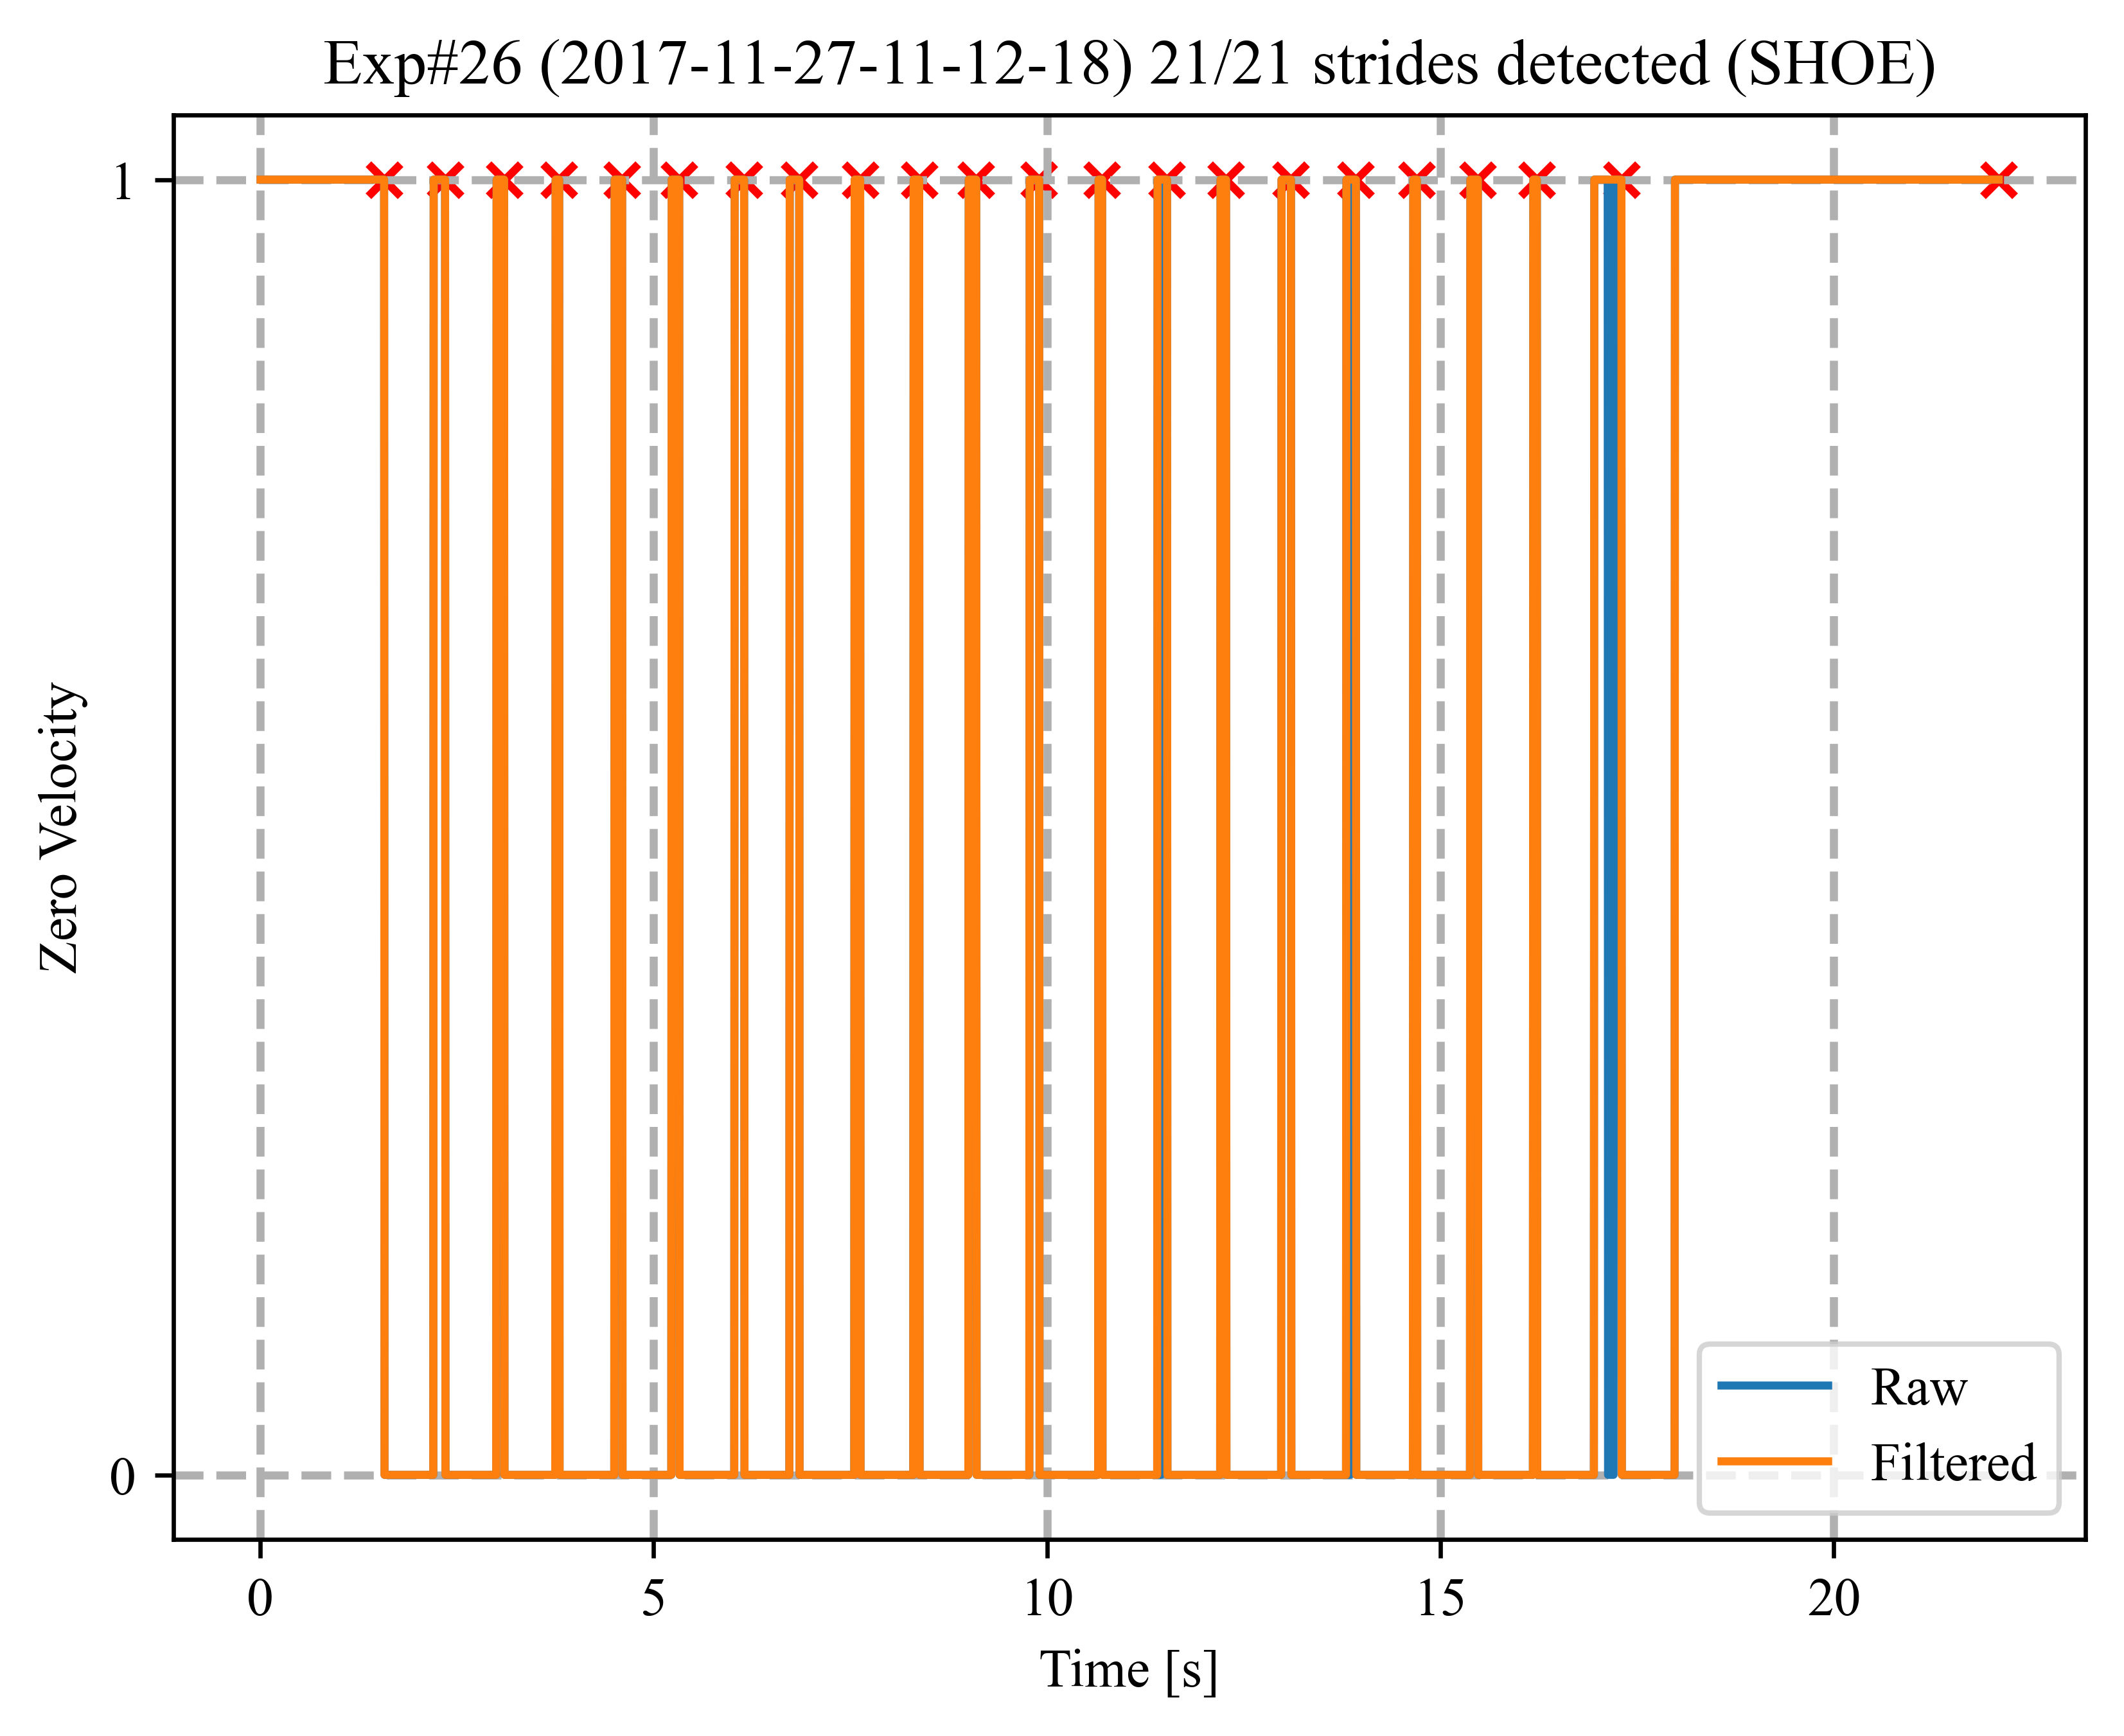 Exp#26 (2017-11-27-11-12-18) 21/21 strides detected (SHOE)
1
Zero Velocity
0
Raw
Filtered
0 5 10 15 20
Time [s]